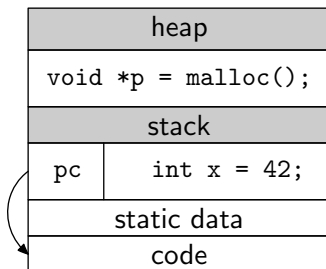 heap
void *p = malloc();
stack
pc int x = 42;
static data
code